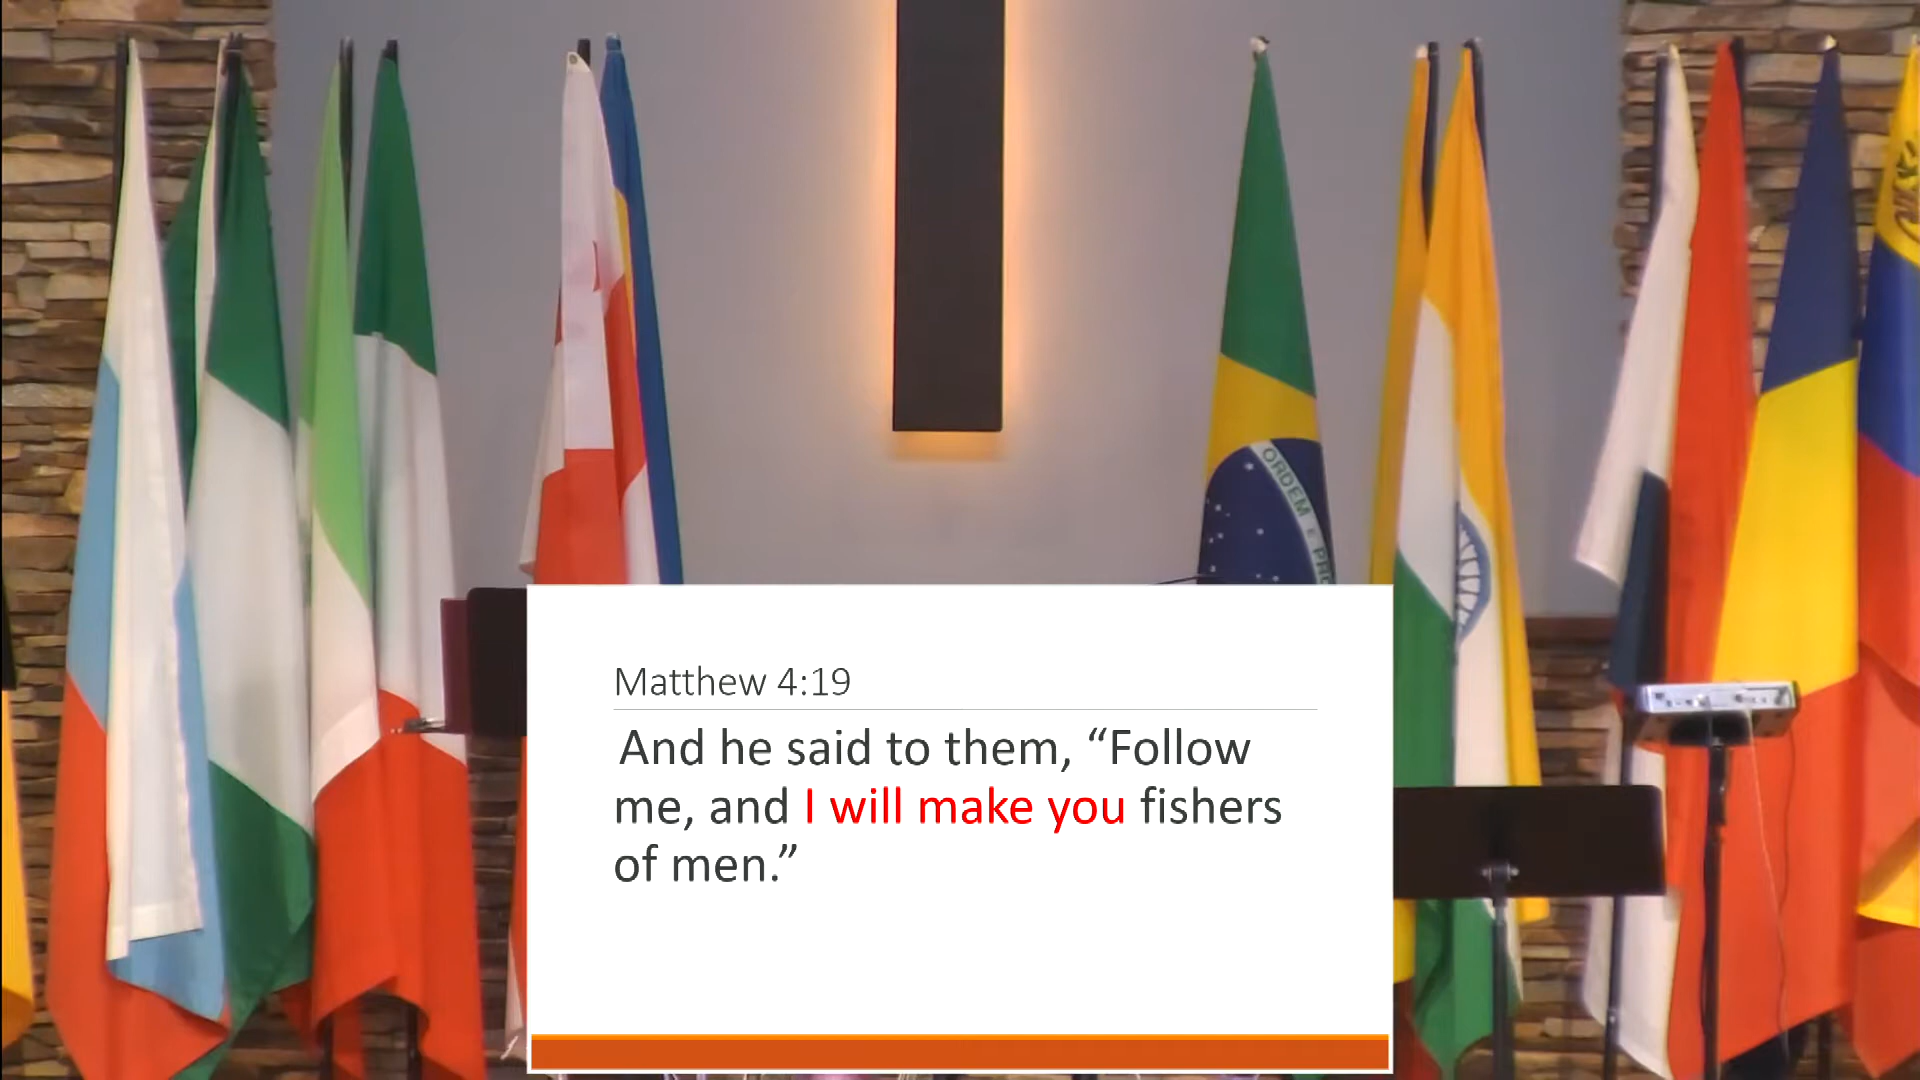 ORDEM E PRO
Matthew 4:19
And he said to them, “Follow
me, and I will make you fishers
of men.”